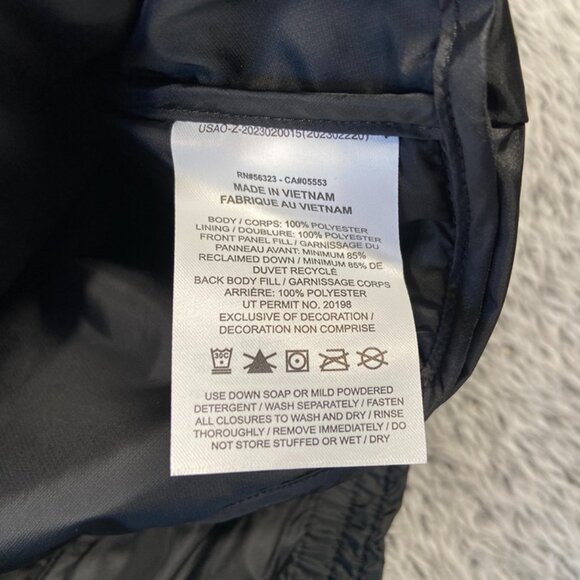 USAO-Z-2023020015(202302220)
RN#56323 - CA#05553
MADE IN VIETNAM
FABRIQUE AU VIETNAM
BODY / CORPS: 100% POLYESTER
LINING / DOUBLURE: 100% POLYESTER
FRONT PANEL FILL / GARNISSAGE DU
PANNEAU AVANT: MINIMUM 85%
RECLAIMED DOWN / MINIMUM 85% DE
DUVET RECYCLÉ
BACK BODY FILL / GARNISSAGE CORPS
ARRIÈRE: 100% POLYESTER
UT PERMIT NO. 20198
EXCLUSIVE OF DECORATION /
DECORATION NON COMPRISE
30C
USE DOWN SOAP OR MILD POWDERED
DETERGENT / WASH SEPARATELY / FASTEN
ALL CLOSURES TO WASH AND DRY / RINSE
THOROUGHLY / REMOVE IMMEDIATELY / DO
NOT STORE STUFFED OR WET / DRY